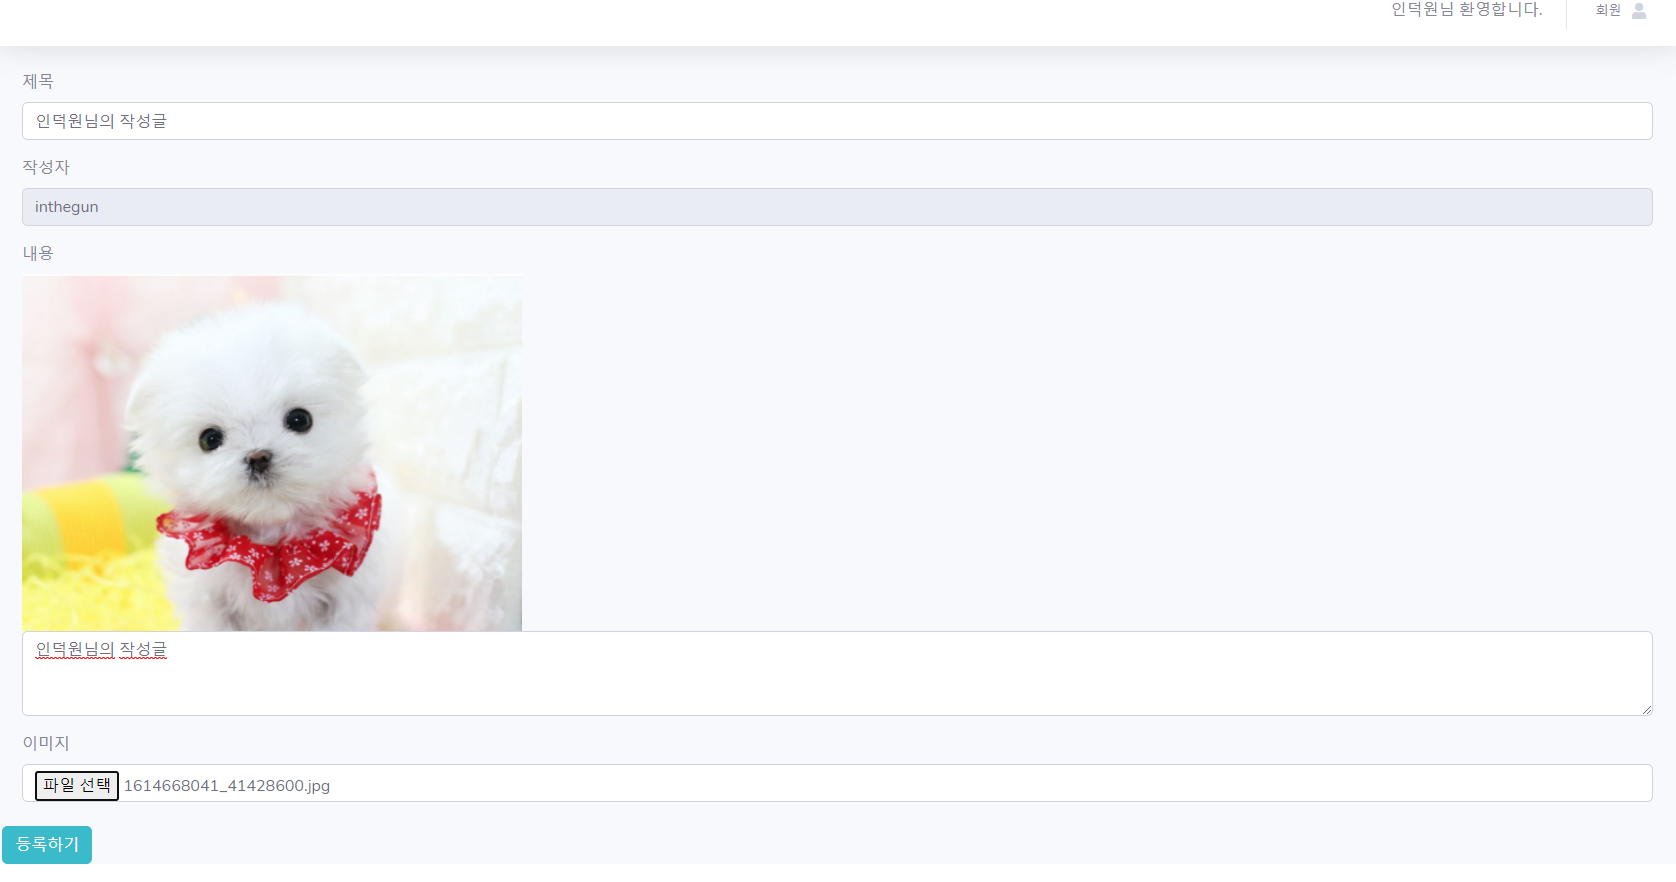 인덕원님 환영합니다.
회원
제목
인덕원님의 작성글
작성자
inthegun
내용
인덕원님의 작성글
이미지
파일 선택 1614668041_41428600.jpg
등록하기